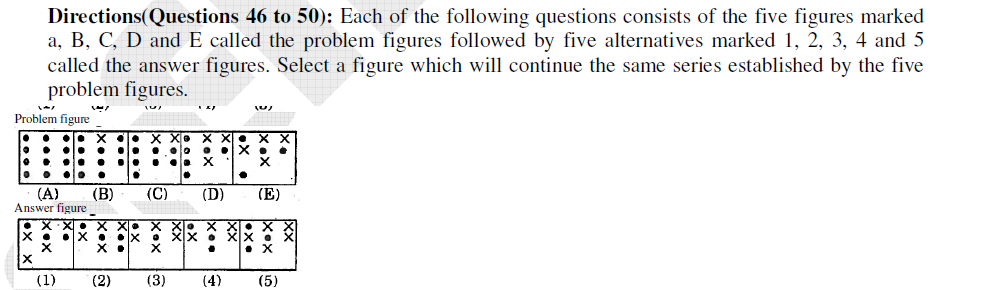 Directions(Questions 46 to 50): Each of the following questions consists of the five figures marked
a, B, C, D and E called the problem figures followed by five alternatives marked 1, 2, 3, 4 and 5
called the answer figures. Select a figure which will continue the same series established by the five
problem figures.
Problem figure
(A) (B) (C) (D) (E)
Answer figure
(1) (2) (3) (4) (5)